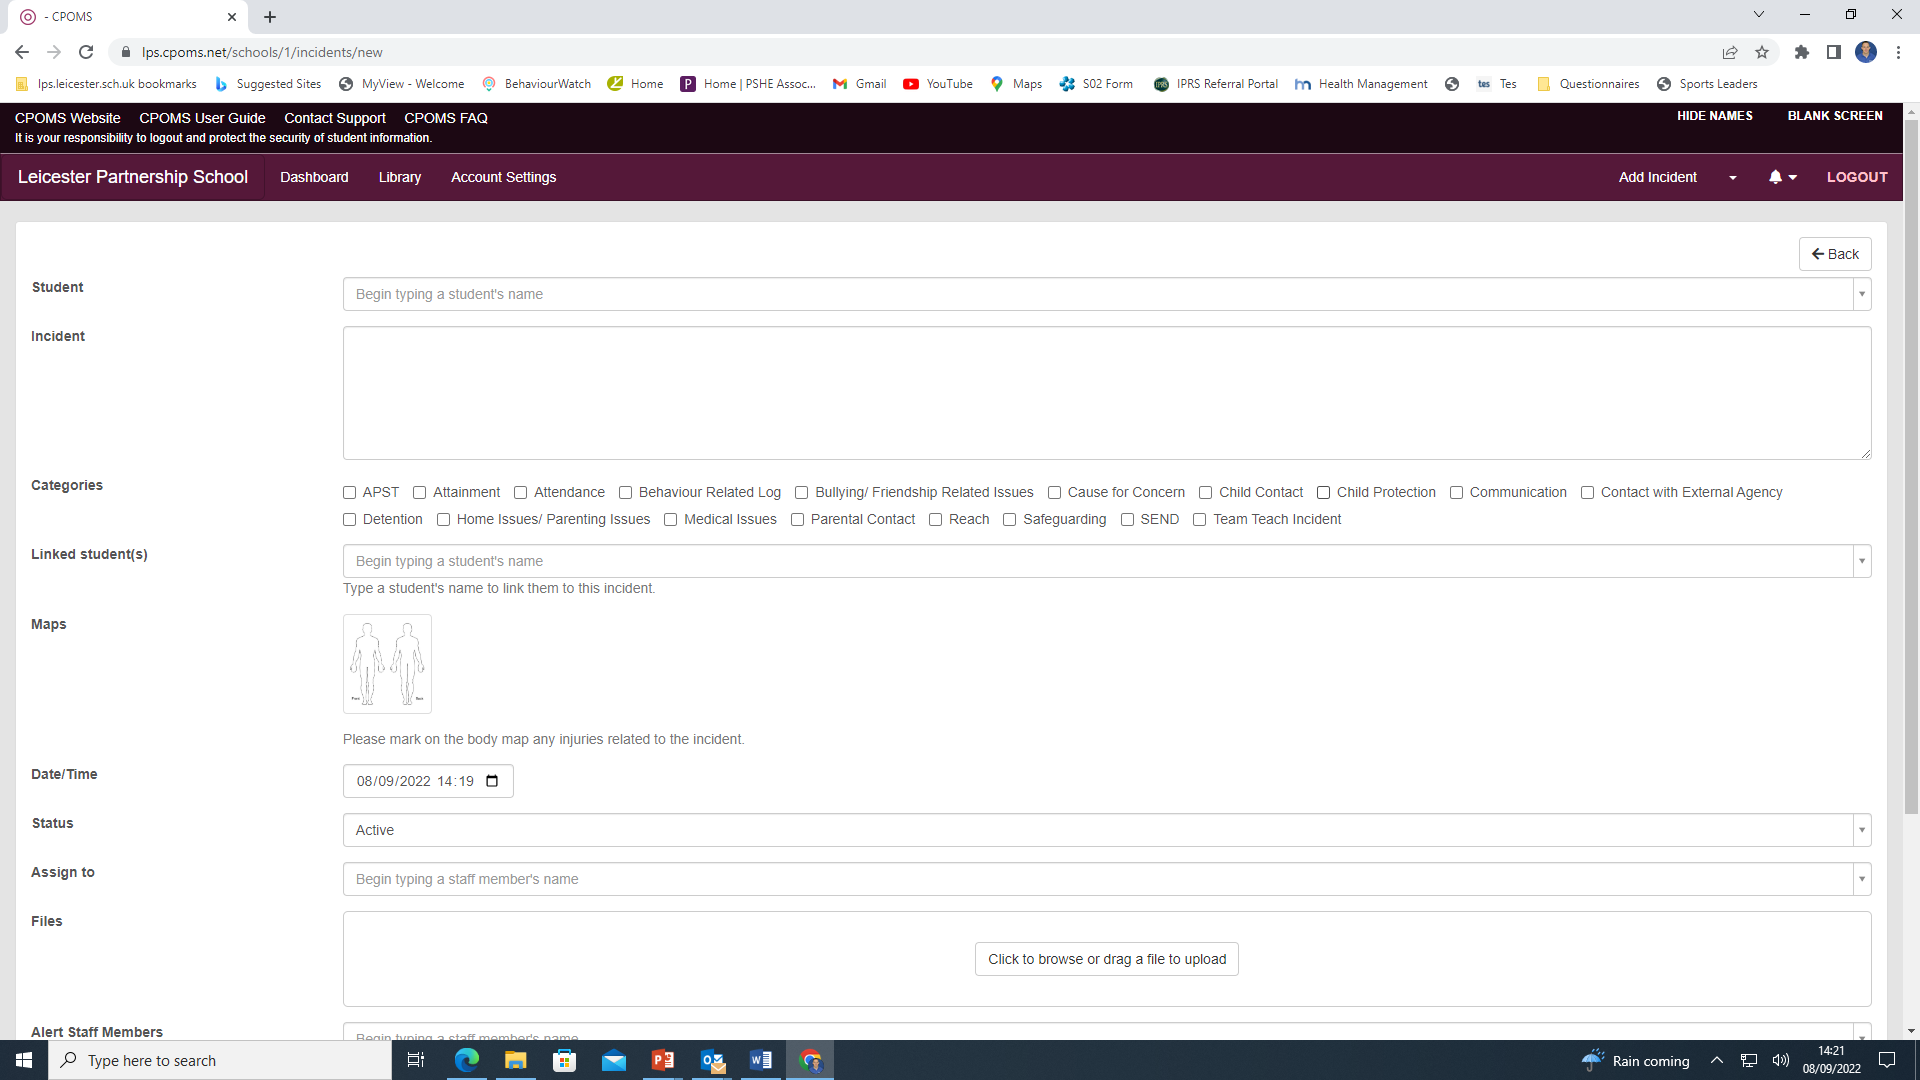 - CPOMS
lps.cpoms.net/schools/1/incidents/new
lps.leicester.sch.uk bookmarks Suggested Sites MyView - Welcome BehaviourWatch Home Home | PSHE Assoc... Gmail YouTube Maps S02 Form IPRS Referral Portal Health Management Tes Questionnaires Sports Leaders
CPOMS Website CPOMS User Guide Contact Support CPOMS FAQ HIDE NAMES BLANK SCREEN
It is your responsibility to logout and protect the security of student information.
Leicester Partnership School Dashboard Library Account Settings Add Incident LOGOUT
Back
Student Begin typing a student's name
Incident
Categories
APST Attainment Attendance Behaviour Related Log Bullying/ Friendship Related Issues Cause for Concern Child Contact Child Protection Communication Contact with External Agency
Detention Home Issues/ Parenting Issues Medical Issues Parental Contact Reach Safeguarding SEND Team Teach Incident
Linked student(s) Begin typing a student's name
Type a student's name to link them to this incident.
Maps
Please mark on the body map any injuries related to the incident.
Date/Time 08/09/2022 14:19
Status Active
Assign to Begin typing a staff member's name
Files
Click to browse or drag a file to upload
Alert Staff Members Begin typing a staff member's name
Type here to search Rain coming 14:21
08/09/2022